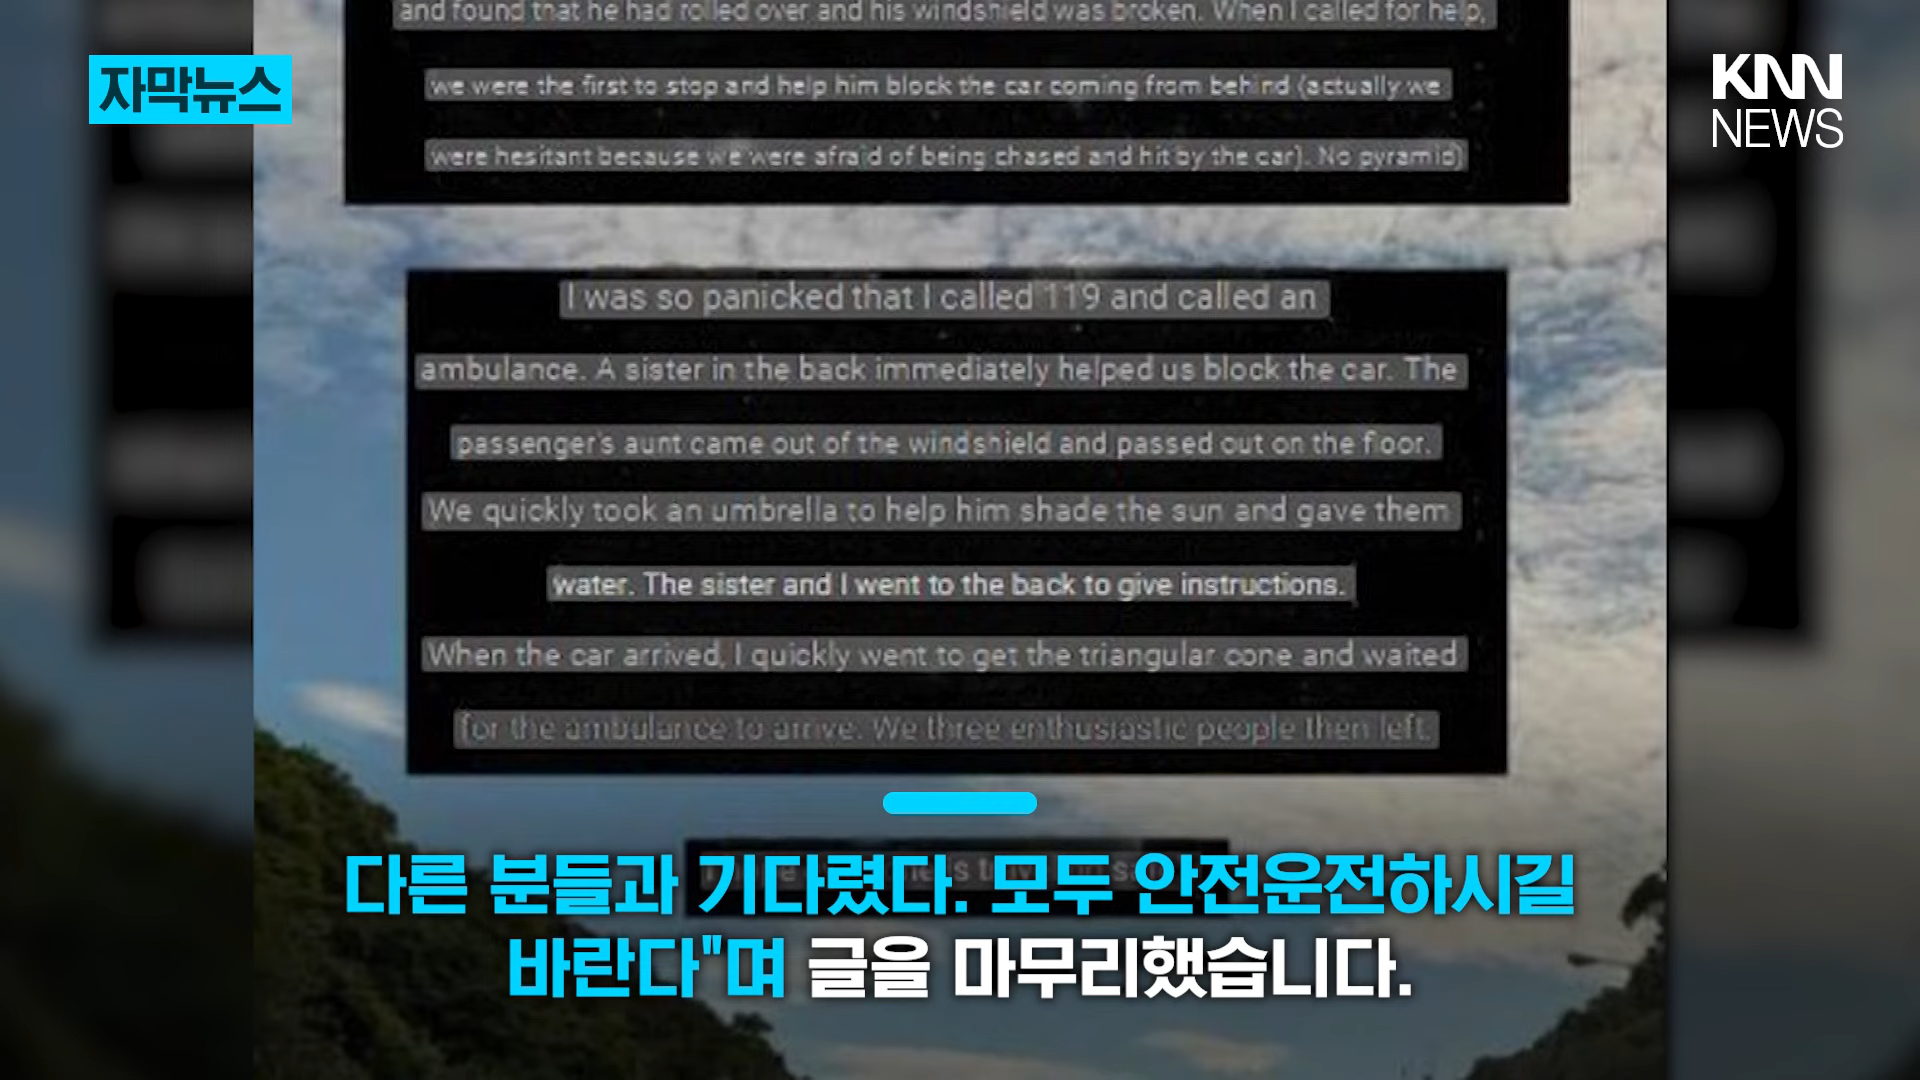 and found that he had rolled over and his windshield was broken. When I called for help,
자막뉴스
KNN
NEWS
we were the first to stop and help him block the car coming from behind (actually we
were hesitant because we were afraid of being chased and hit by the car). No pyramid)
I was so panicked that I called 119 and called an
ambulance. A sister in the back immediately helped us block the car. The
passenger's aunt came out of the windshield and passed out on the floor.
We quickly took an umbrella to help him shade the sun and gave them
water. The sister and I went to the back to give instructions.
When the car arrived, I quickly went to get the triangular cone and waited
for the ambulance to arrive. We three enthusiastic people then left.
다른 분들과 기다렸다. 모두 안전운전하시길
바란다"며 글을 마무리했습니다.